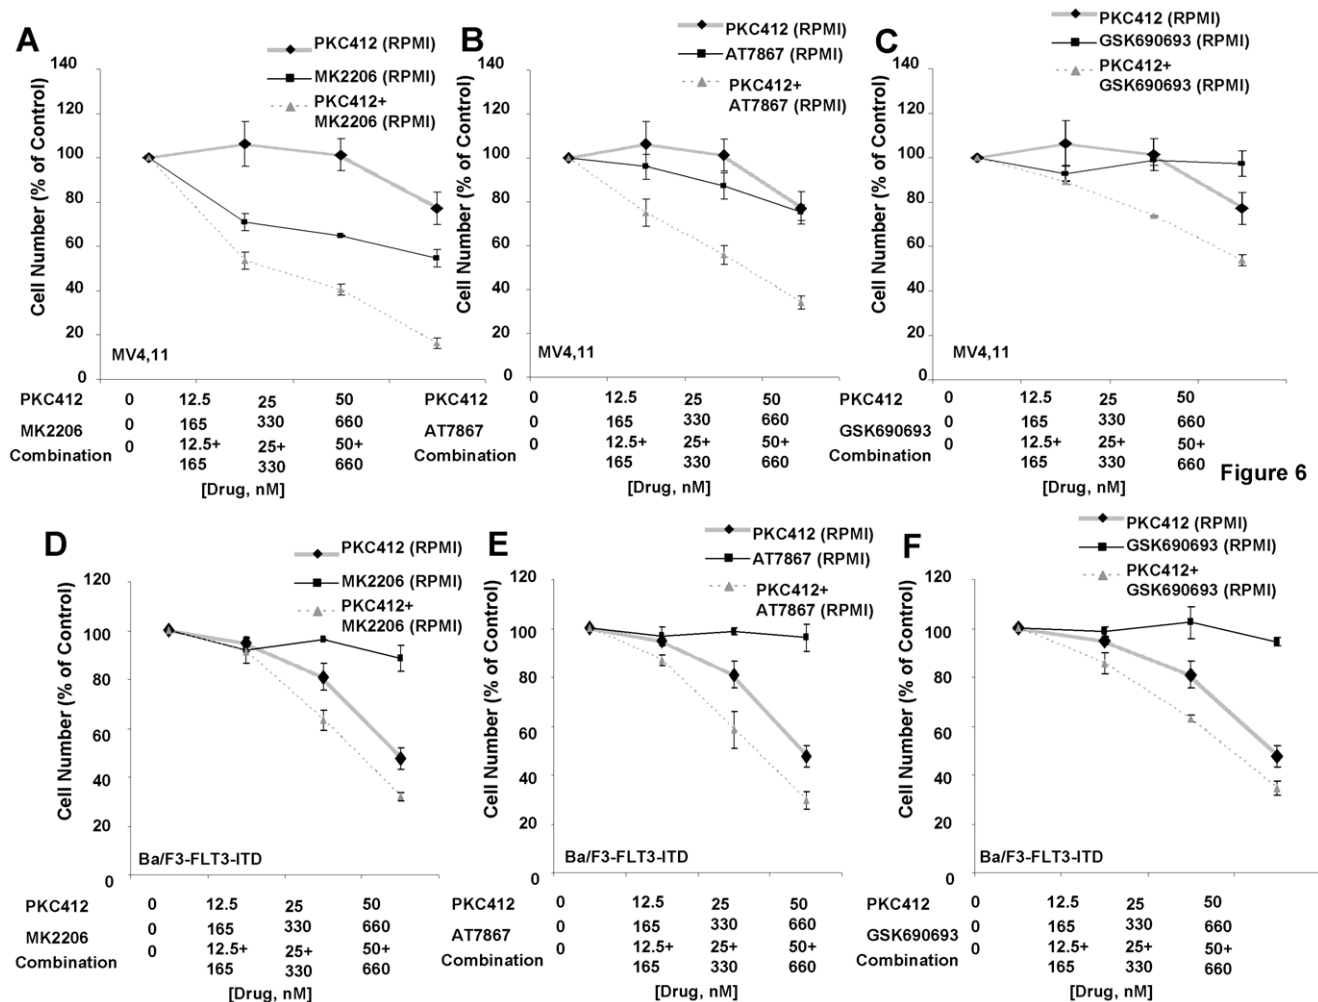 A
PKC412 (RPMI)
MK2206 (RPMI)
PKC412+
MK2206 (RPMI)
Cell Number (% of Control)
140
120
100
80
60
40
20
0
MV4,11
PKC412 0 12.5 25 50
MK2206 0 165 330 660
Combination 0 12.5+ 25+ 50+
165 330 660
[Drug, nM]
B
PKC412 (RPMI)
AT7867 (RPMI)
PKC412+
AT7867 (RPMI)
Cell Number (% of Control)
140
120
100
80
60
40
20
0
MV4,11
PKC412 0 12.5 25 50
AT7867 0 165 330 660
Combination 0 12.5+ 25+ 50+
165 330 660
[Drug, nM]
C
PKC412 (RPMI)
GSK690693 (RPMI)
PKC412+
GSK690693 (RPMI)
Cell Number (% of Control)
140
120
100
80
60
40
20
0
MV4,11
PKC412 0 12.5 25 50
GSK690693 0 165 330 660
Combination 0 12.5+ 25+ 50+
165 330 660
[Drug, nM]
Figure 6
D
PKC412 (RPMI)
MK2206 (RPMI)
PKC412+
MK2206 (RPMI)
Cell Number (% of Control)
120
100
80
60
40
20
0
Ba/F3-FLT3-ITD
PKC412 0 12.5 25 50
MK2206 0 165 330 660
Combination 0 12.5+ 25+ 50+
165 330 660
[Drug, nM]
E
PKC412 (RPMI)
AT7867 (RPMI)
PKC412+
AT7867 (RPMI)
Cell Number (% of Control)
120
100
80
60
40
20
0
Ba/F3-FLT3-ITD
PKC412 0 12.5 25 50
AT7867 0 165 330 660
Combination 0 12.5+ 25+ 50+
165 330 660
[Drug, nM]
F
PKC412 (RPMI)
GSK690693 (RPMI)
PKC412+
GSK690693 (RPMI)
Cell Number (% of Control)
120
100
80
60
40
20
0
Ba/F3-FLT3-ITD
PKC412 0 12.5 25 50
GSK690693 0 165 330 660
Combination 0 12.5+ 25+ 50+
165 330 660
[Drug, nM]